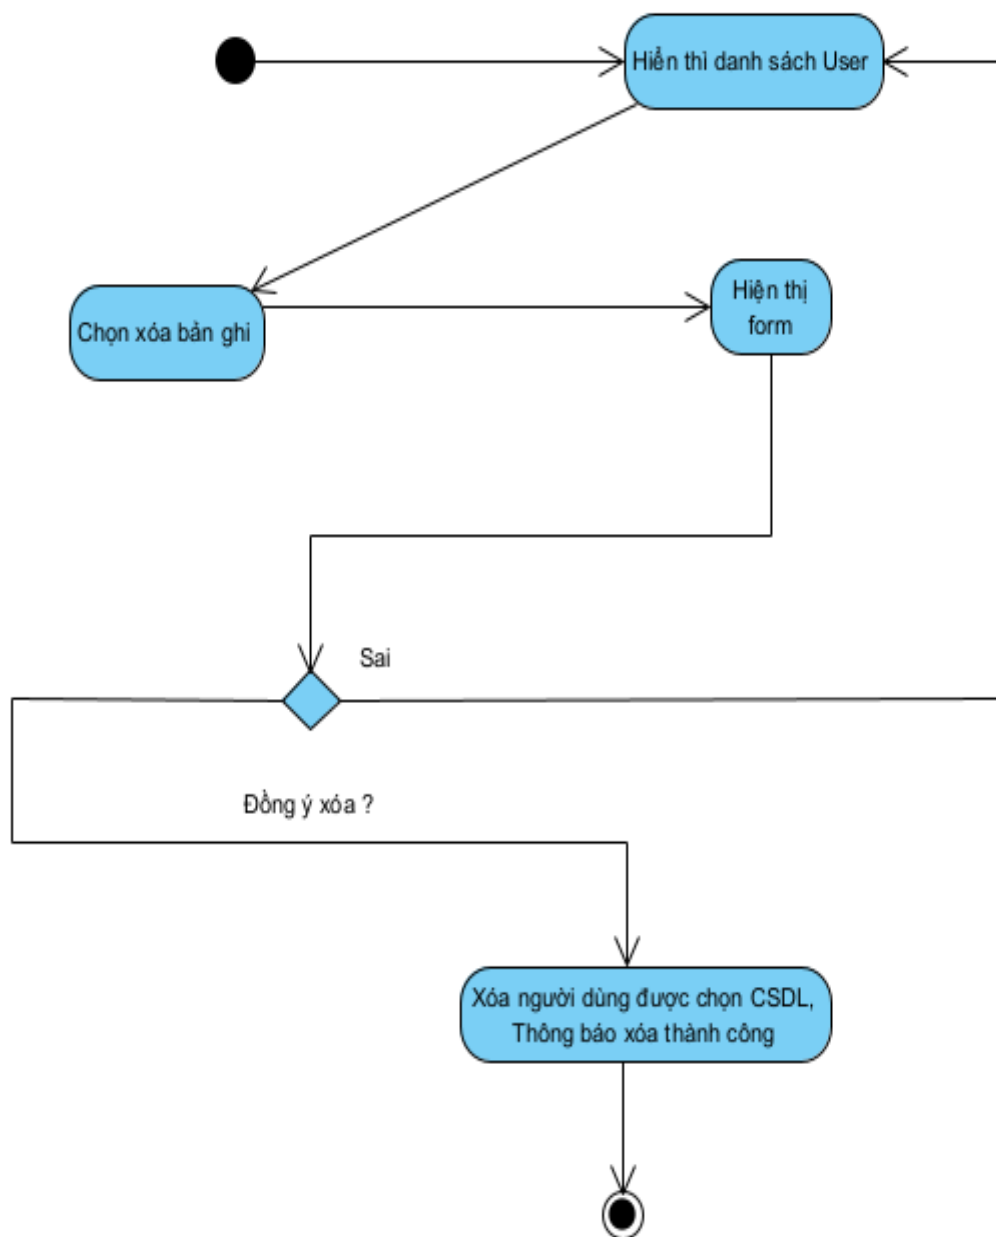 Hiển thì danh sách User
Chọn xóa bản ghi
Hiện thị
form
Sai
Đồng ý xóa ?
Xóa người dùng được chọn CSDL,
Thông báo xóa thành công